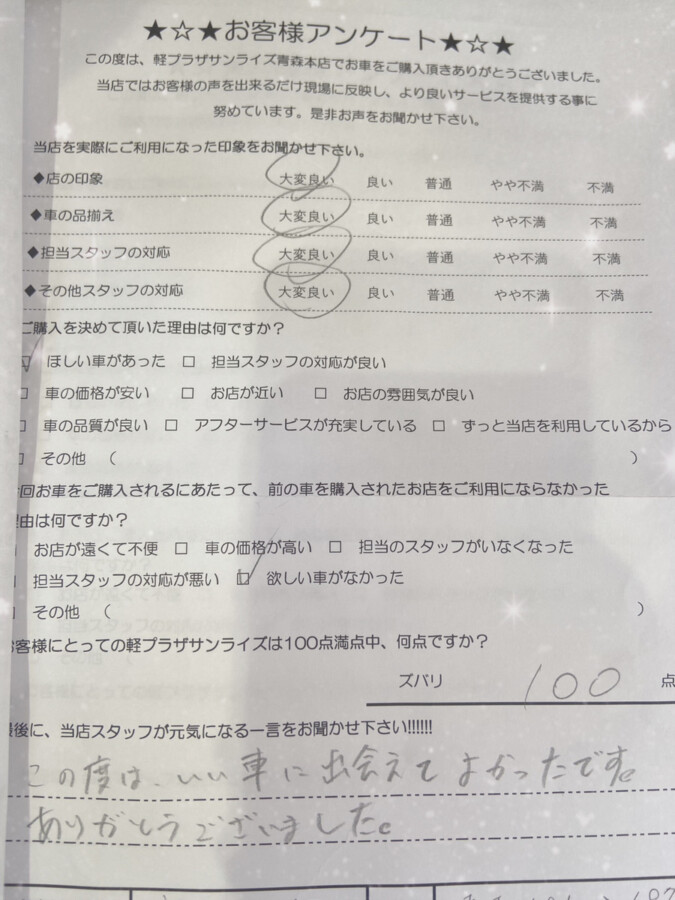 ★☆★お客様アンケート★☆★
この度は、軽プラザサンライズ青森本店でお車をご購入頂きありがとうございました。
当店ではお客様の声を出来るだけ現場に反映し、より良いサービスを提供する事に
努めています。是非お声をお聞かせ下さい。
当店を実際にご利用になった印象をお聞かせ下さい。
◆店の印象 大変良い 良い 普通 やや不満 不満
◆車の品揃え 大変良い 良い 普通 やや不満 不満
◆担当スタッフの対応 大変良い 良い 普通 やや不満 不満
◆その他スタッフの対応 大変良い 良い 普通 やや不満 不満
ご購入を決めて頂いた理由は何ですか？
☑ ほしい車があった □ 担当スタッフの対応が良い
□ 車の価格が安い □ お店が近い □ お店の雰囲気が良い
□ 車の品質が良い □ アフターサービスが充実している □ ずっと当店を利用しているから
□ その他 （ ）
回お車をご購入されるにあたって、前の車を購入されたお店をご利用にならなかった
由は何ですか？
お店が遠くて不便 □ 車の価格が高い □ 担当のスタッフがいなくなった
担当スタッフの対応が悪い ☑ 欲しい車がなかった
その他 （ ）
お客様にとっての軽プラザサンライズは100点満点中、何点ですか？
ズバリ 100 点
最後に、当店スタッフが元気になる一言をお聞かせ下さい!!!!!!
この度は、いい車に出会えてよかったです。
ありがとうございました。